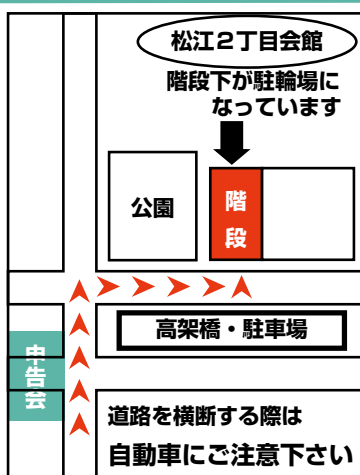 松江２丁目会館
階段下が駐輪場に
なっています
公園
階段
高架橋・駐車場
申告会
道路を横断する際は
自動車にご注意下さい